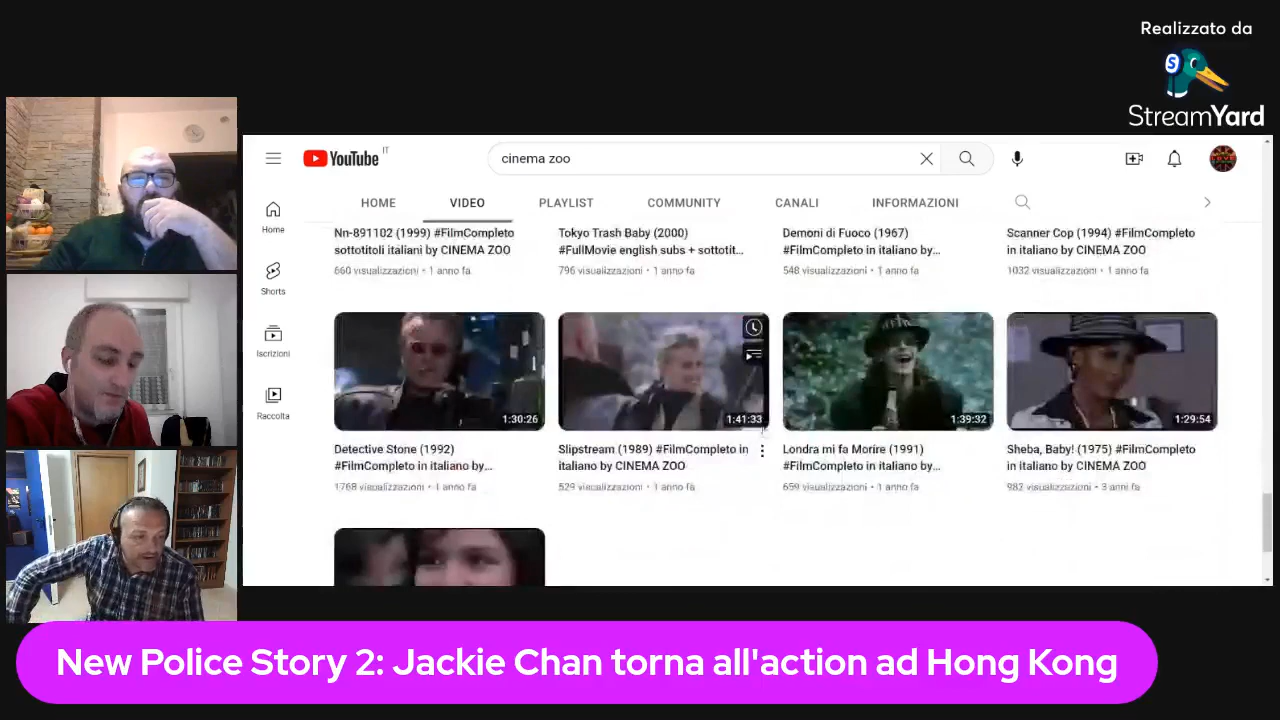 Realizzato da
StreamYard
YouTube IT
cinema zoo
HOME
VIDEO
PLAYLIST
COMMUNITY
CANALI
INFORMAZIONI
Home
Shorts
Iscrizioni
Raccolta
Nn-891102 (1999) #FilmCompleto
sottotitoli italiani by CINEMA ZOO
660 visualizzazioni • 1 anno fa
Tokyo Trash Baby (2000)
#FullMovie english subs + sottotit...
796 visualizzazioni • 1 anno fa
Demoni di Fuoco (1967)
#FilmCompleto in italiano by...
548 visualizzazioni • 1 anno fa
Scanner Cop (1994) #FilmCompleto
in italiano by CINEMA ZOO
1032 visualizzazioni • 1 anno fa
1:30:26
Detective Stone (1992)
#FilmCompleto in italiano by...
1768 visualizzazioni • 1 anno fa
1:41:33
Slipstream (1989) #FilmCompleto in
italiano by CINEMA ZOO
529 visualizzazioni • 1 anno fa
1:39:32
Londra mi fa Morire (1991)
#FilmCompleto in italiano by...
659 visualizzazioni • 1 anno fa
1:29:54
Sheba, Baby! (1975) #FilmCompleto
in italiano by CINEMA ZOO
982 visualizzazioni • 3 anni fa
New Police Story 2: Jackie Chan torna all'action ad Hong Kong